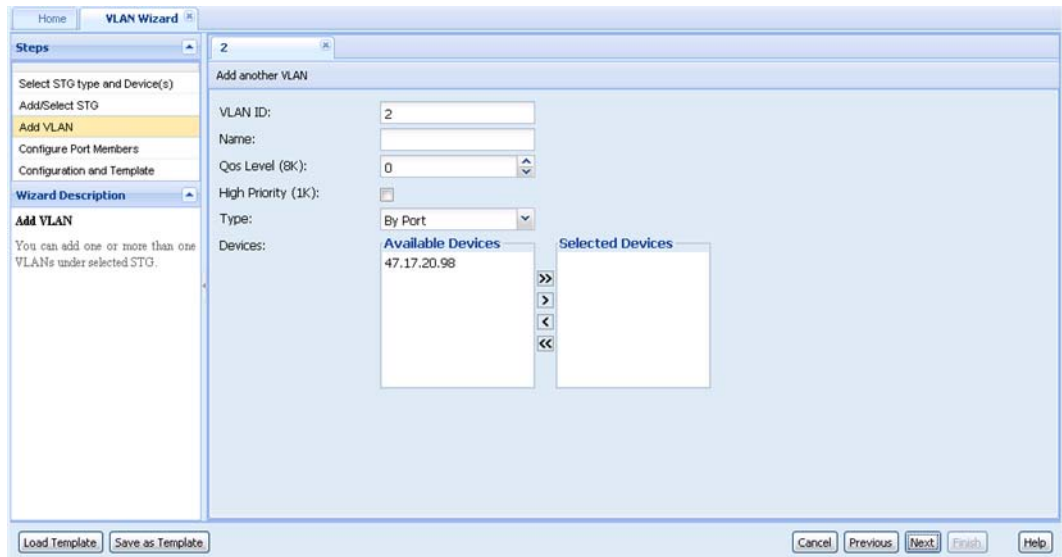 Home
VLAN Wizard
Steps
Select STG type and Device(s)
Add/Select STG
Add VLAN
Configure Port Members
Configuration and Template
Wizard Description
Add VLAN
You can add one or more than one
VLANs under selected STG.
2
Add another VLAN
VLAN ID:
2
Name:
Qos Level (8K):
0
High Priority (1K):
Type:
By Port
Devices:
Available Devices
47.17.20.98
>>
>
<
<<
Selected Devices
Load Template
Save as Template
Cancel
Previous
Next
Finish
Help